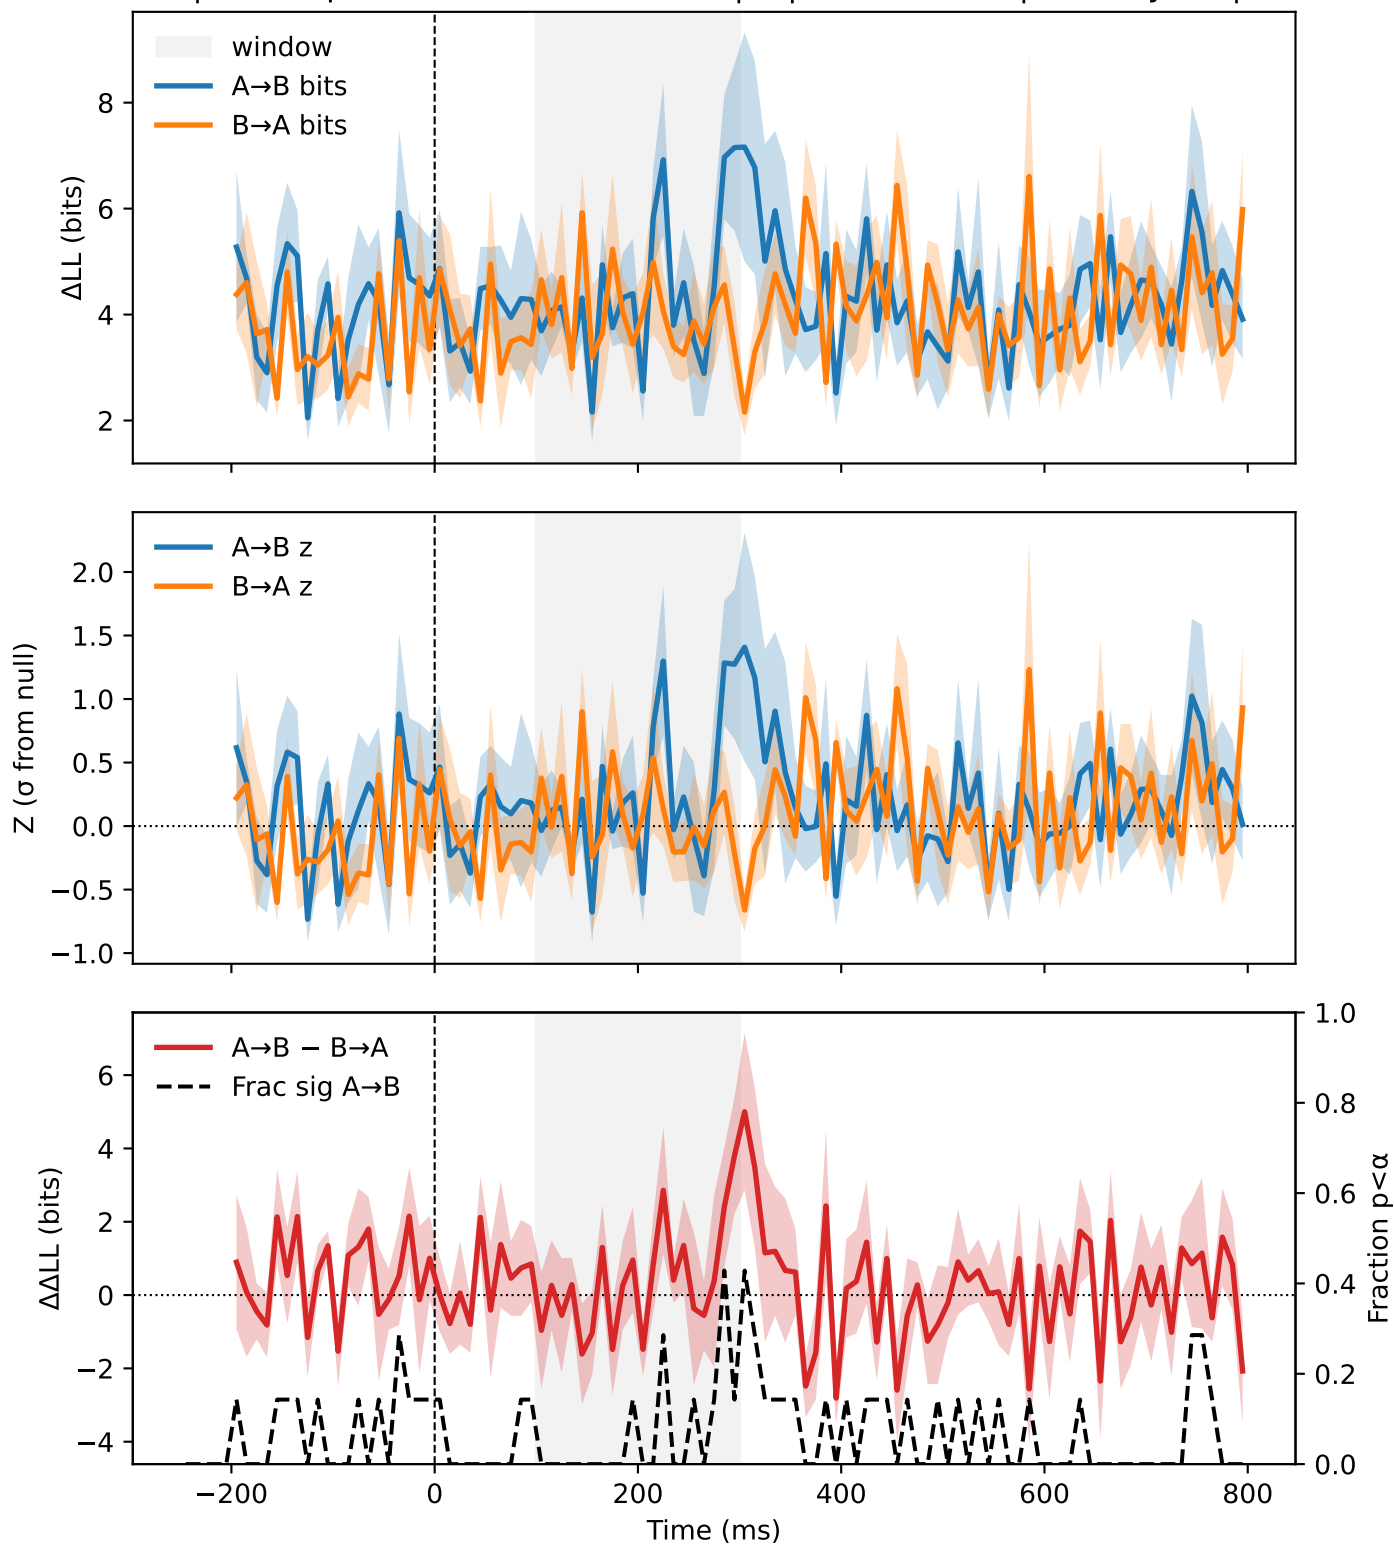 window
A→B bits
B→A bits
ΔLL (bits)
8
6
4
2
A→B z
B→A z
Z (σ from null)
2.0
1.5
1.0
0.5
0.0
−0.5
−1.0
A→B − B→A
Frac sig A→B
ΔΔLL (bits)
6
4
2
0
−2
−4
1.0
0.8
0.6
0.4
0.2
0.0
Fraction p<α
−200
0
200
400
600
800
Time (ms)